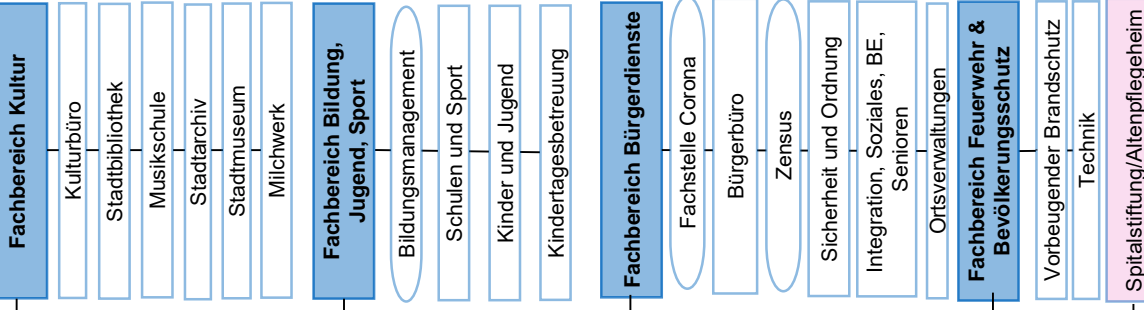 Fachbereich Kultur
Kulturbüro
Stadtbibliothek
Musikschule
Stadtarchiv
Stadtmuseum
Milchwerk
Fachbereich Bildung,
Jugend, Sport
Bildungsmanagement
Schulen und Sport
Kinder und Jugend
Kindertagesbetreuung
Fachbereich Bürgerdienste
Fachstelle Corona
Bürgerbüro
Zensus
Sicherheit und Ordnung
Integration, Soziales, BE,
Senioren
Ortsverwaltungen
Fachbereich Feuerwehr &
Bevölkerungsschutz
Vorbeugender Brandschutz
Technik
Spitalstiftung/Altenpflegeheim